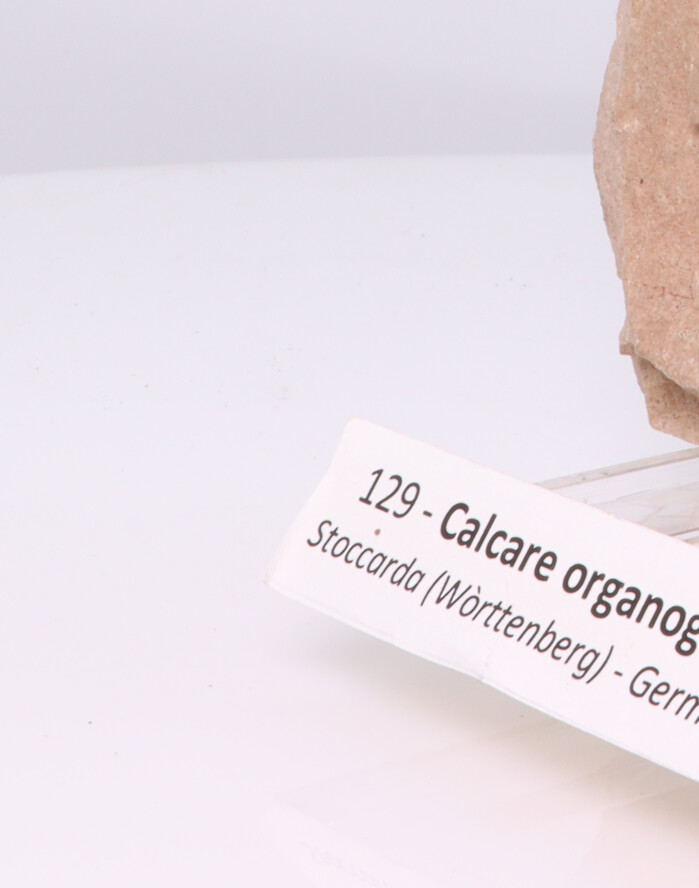 129 - Calcare organog
Stoccarda (Wòrttenberg) - Germ